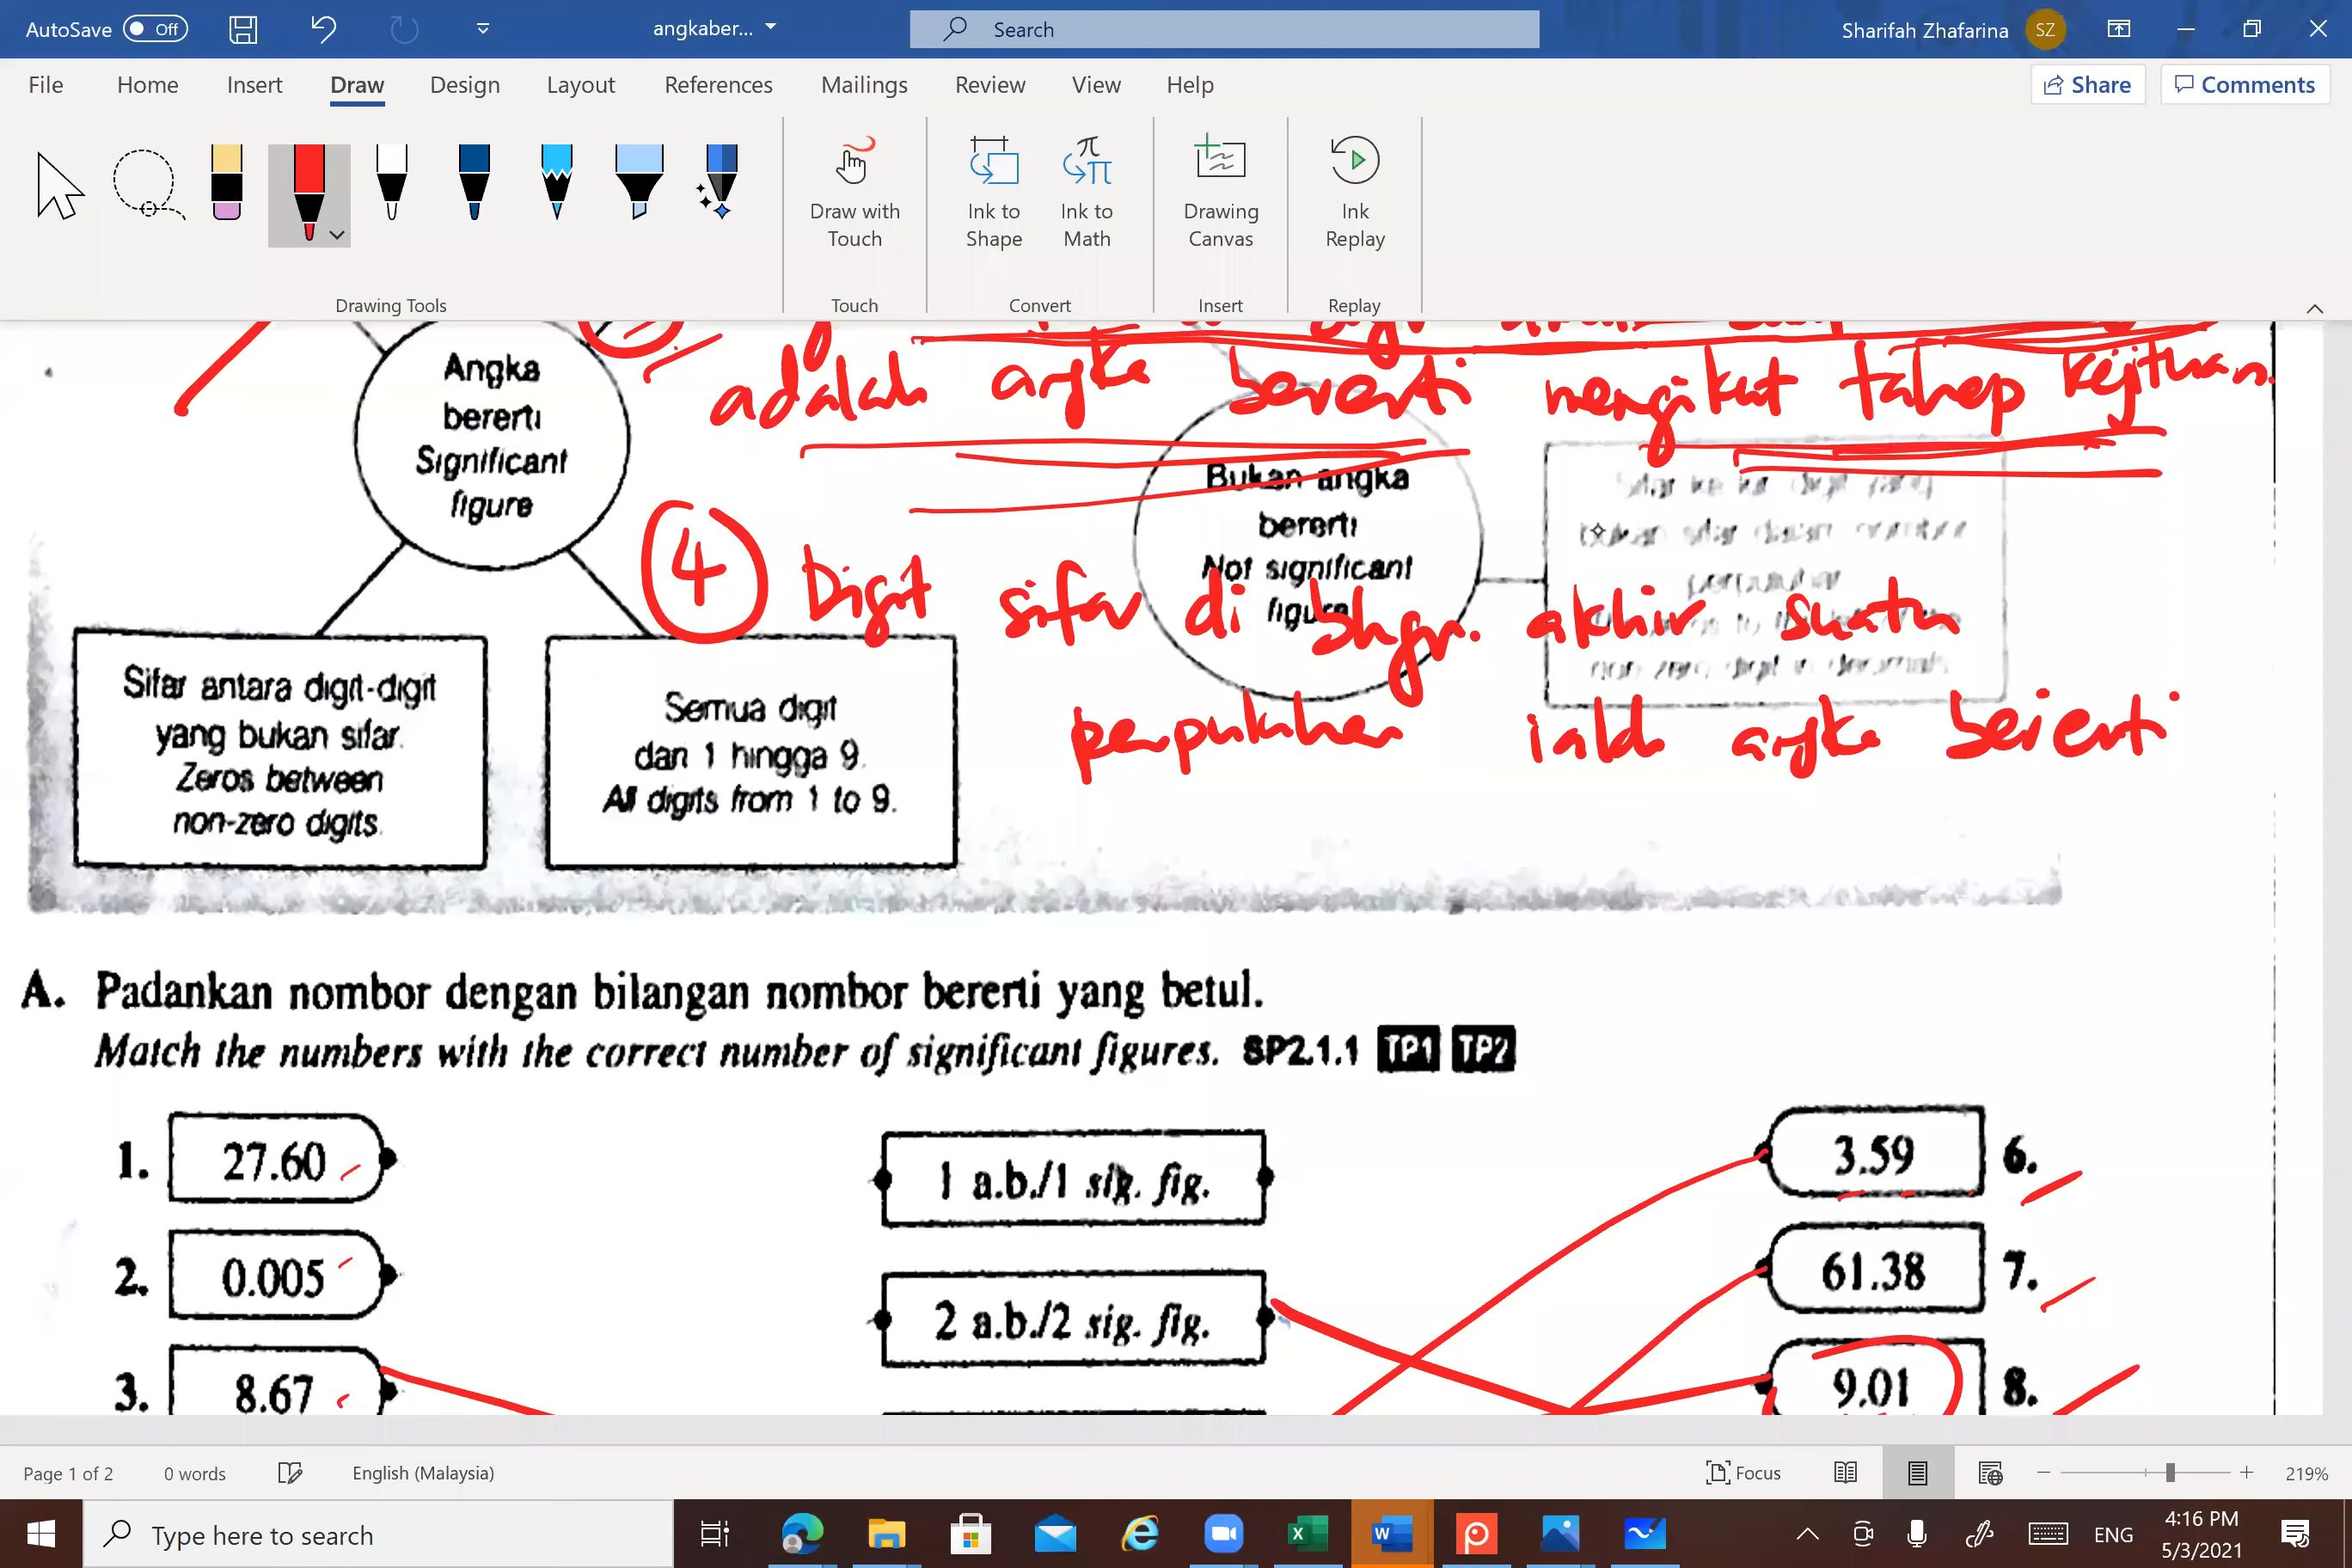 AutoSave Off angkaber... Search Sharifah Zhafarina SZ
File Home Insert Draw Design Layout References Mailings Review View Help Share Comments
Draw with Touch
Ink to Shape
Ink to Math
Drawing Canvas
Ink Replay
Drawing Tools Touch Convert Insert Replay
adalah angka bererti mengikut tahap kejituan.
Angka
bererti
Significant
figure
Bukan angka
bererti
Not significant
figure
④ Digit sifar di bhgn. akhir suatu
perpuluhan ialah angka bererti
Sifar antara digit-digit
yang bukan sifar.
Zeros between
non-zero digits.
Semua digit
dari 1 hingga 9.
All digits from 1 to 9.
A. Padankan nombor dengan bilangan nombor bererti yang betul.
Match the numbers with the correct number of significant figures. SP2.1.1 TP1 TP2
1. 27.60
2. 0.005
3. 8.67
1 a.b./1 sig. fig.
2 a.b./2 sig. fig.
3.59 6.
61.38 7.
9.01 8.
Page 1 of 2 0 words English (Malaysia) Focus 219%
Type here to search ENG 4:16 PM
5/3/2021